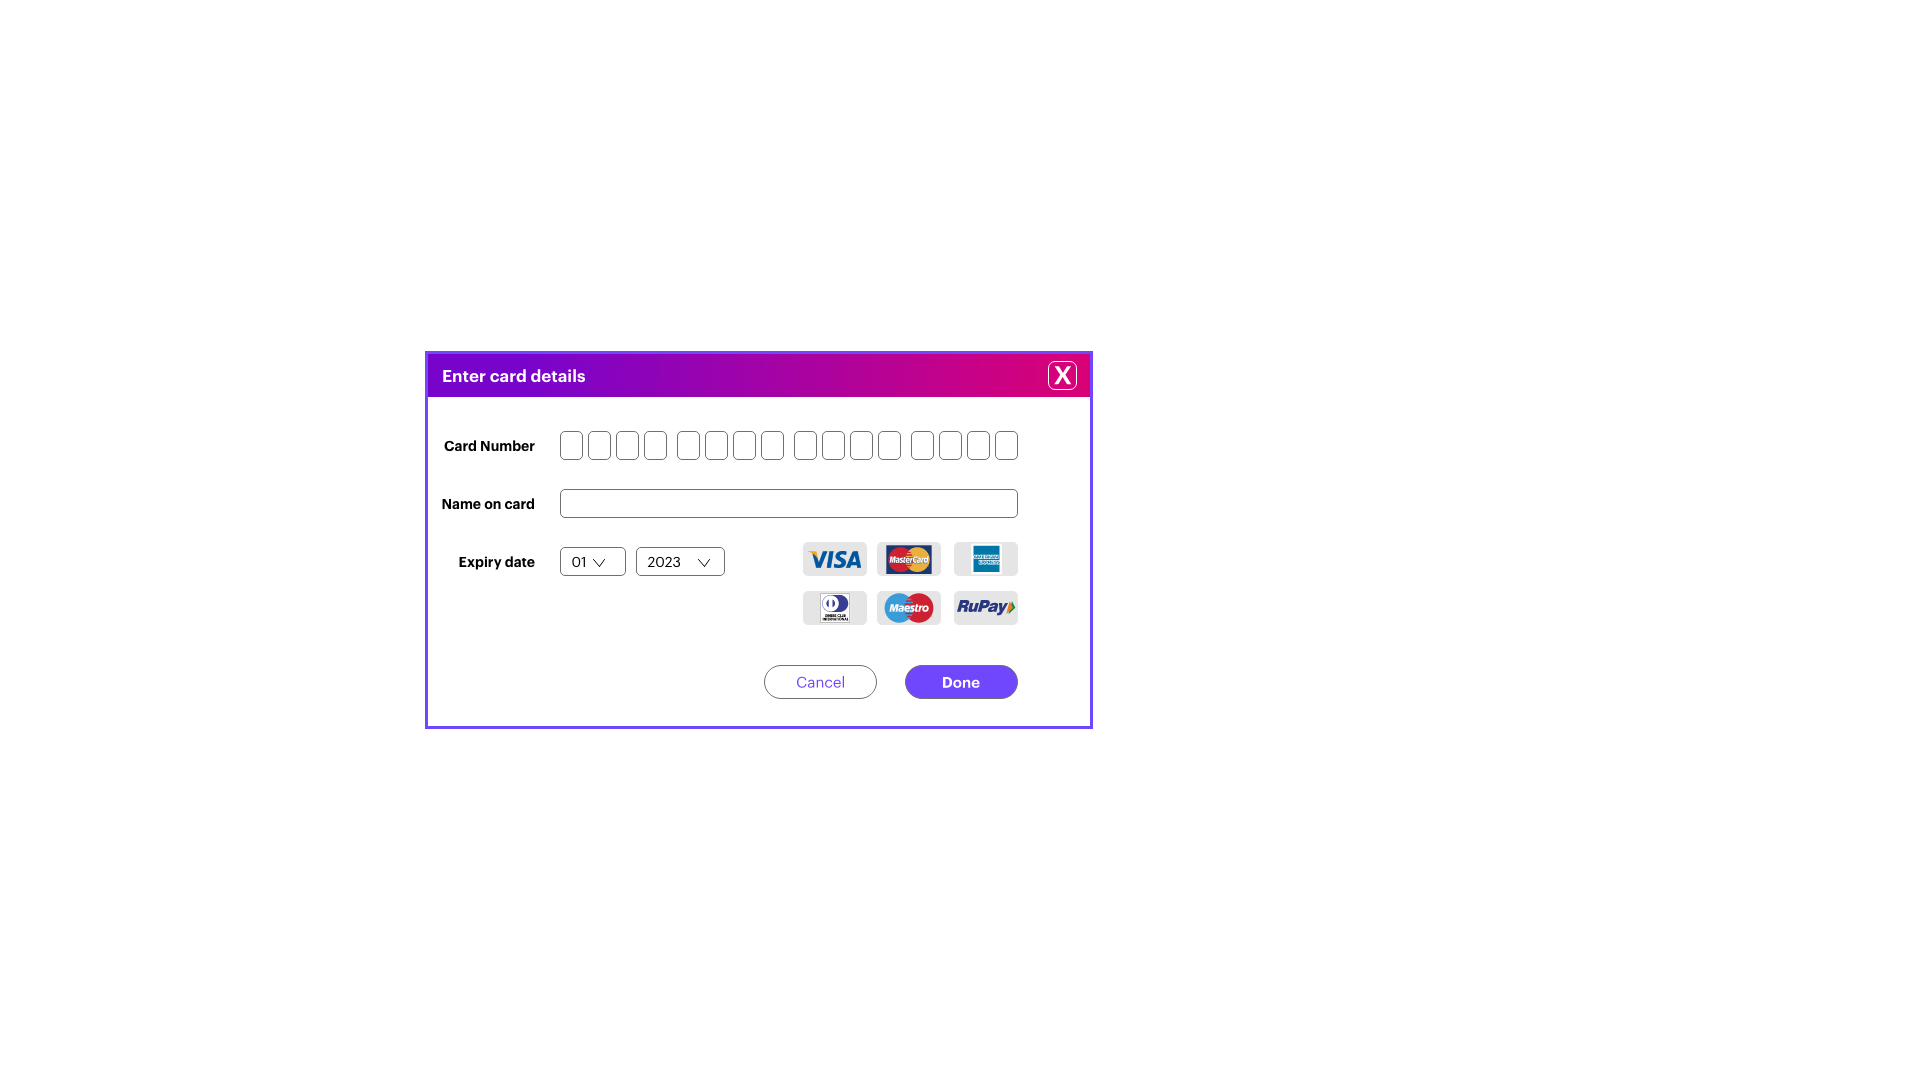 Enter card details
X
Card Number
Name on card
Expiry date
01
2023
VISA
MasterCard
AMERICAN
EXPRESS
DINERS CLUB
INTERNATIONAL
Maestro
RuPay
Cancel
Done